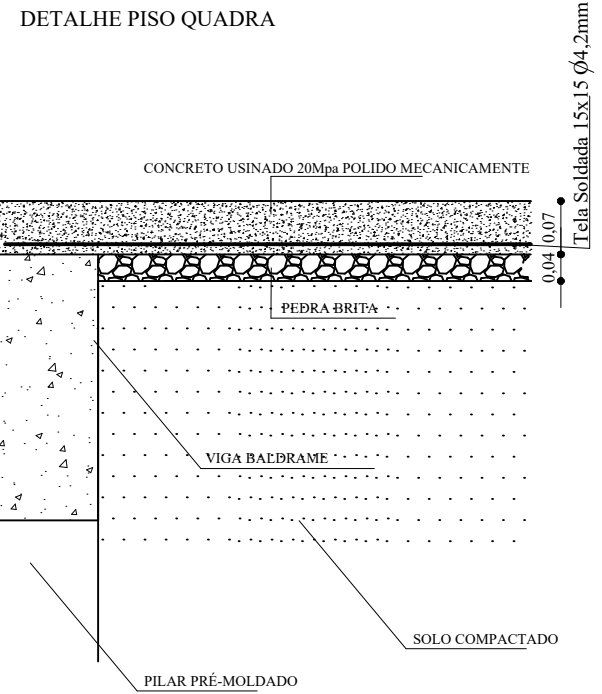 DETALHE PISO QUADRA
Tela Soldada 15x15 Ø4,2mm
CONCRETO USINADO 20Mpa POLIDO MECANICAMENTE
0,07
0,04
PEDRA BRITA
VIGA BALDRAME
SOLO COMPACTADO
PILAR PRÉ-MOLDADO